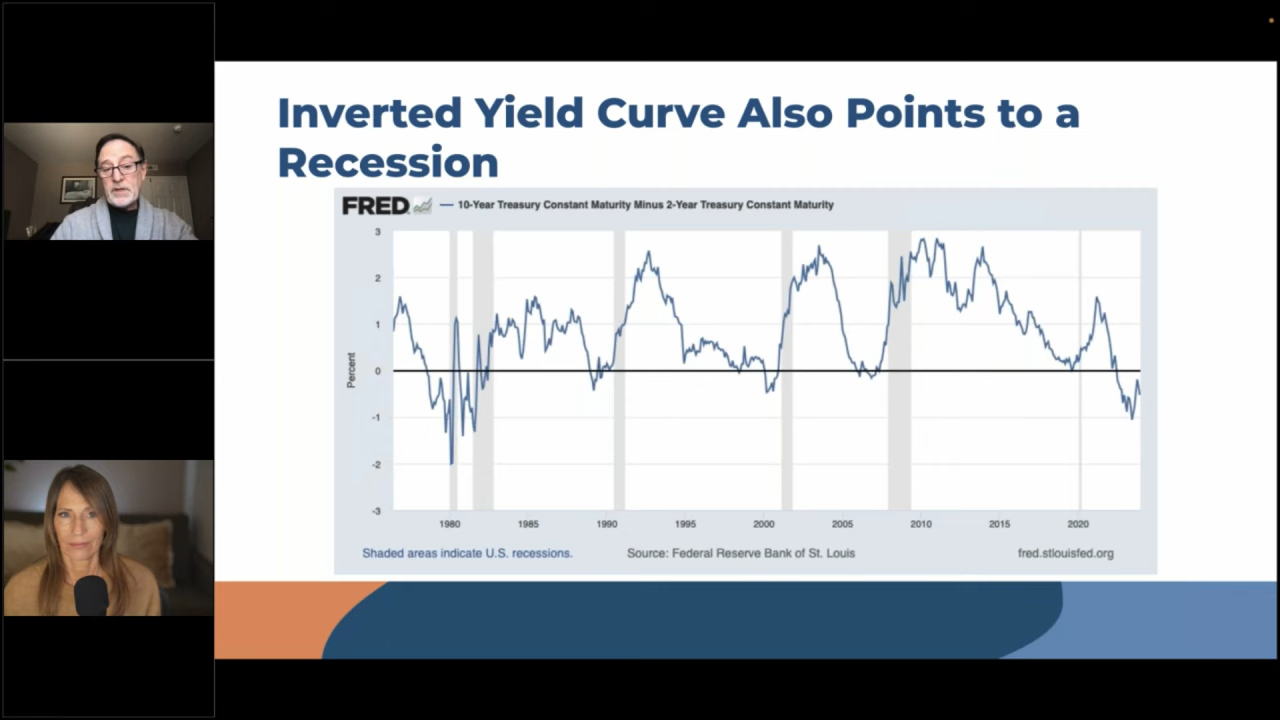 Inverted Yield Curve Also Points to a
Recession
FRED
10-Year Treasury Constant Maturity Minus 2-Year Treasury Constant Maturity
3
2
1
0
-1
-2
-3
Percent
1980 1985 1990 1995 2000 2005 2010 2015 2020
Shaded areas indicate U.S. recessions. Source: Federal Reserve Bank of St. Louis fred.stlouisfed.org